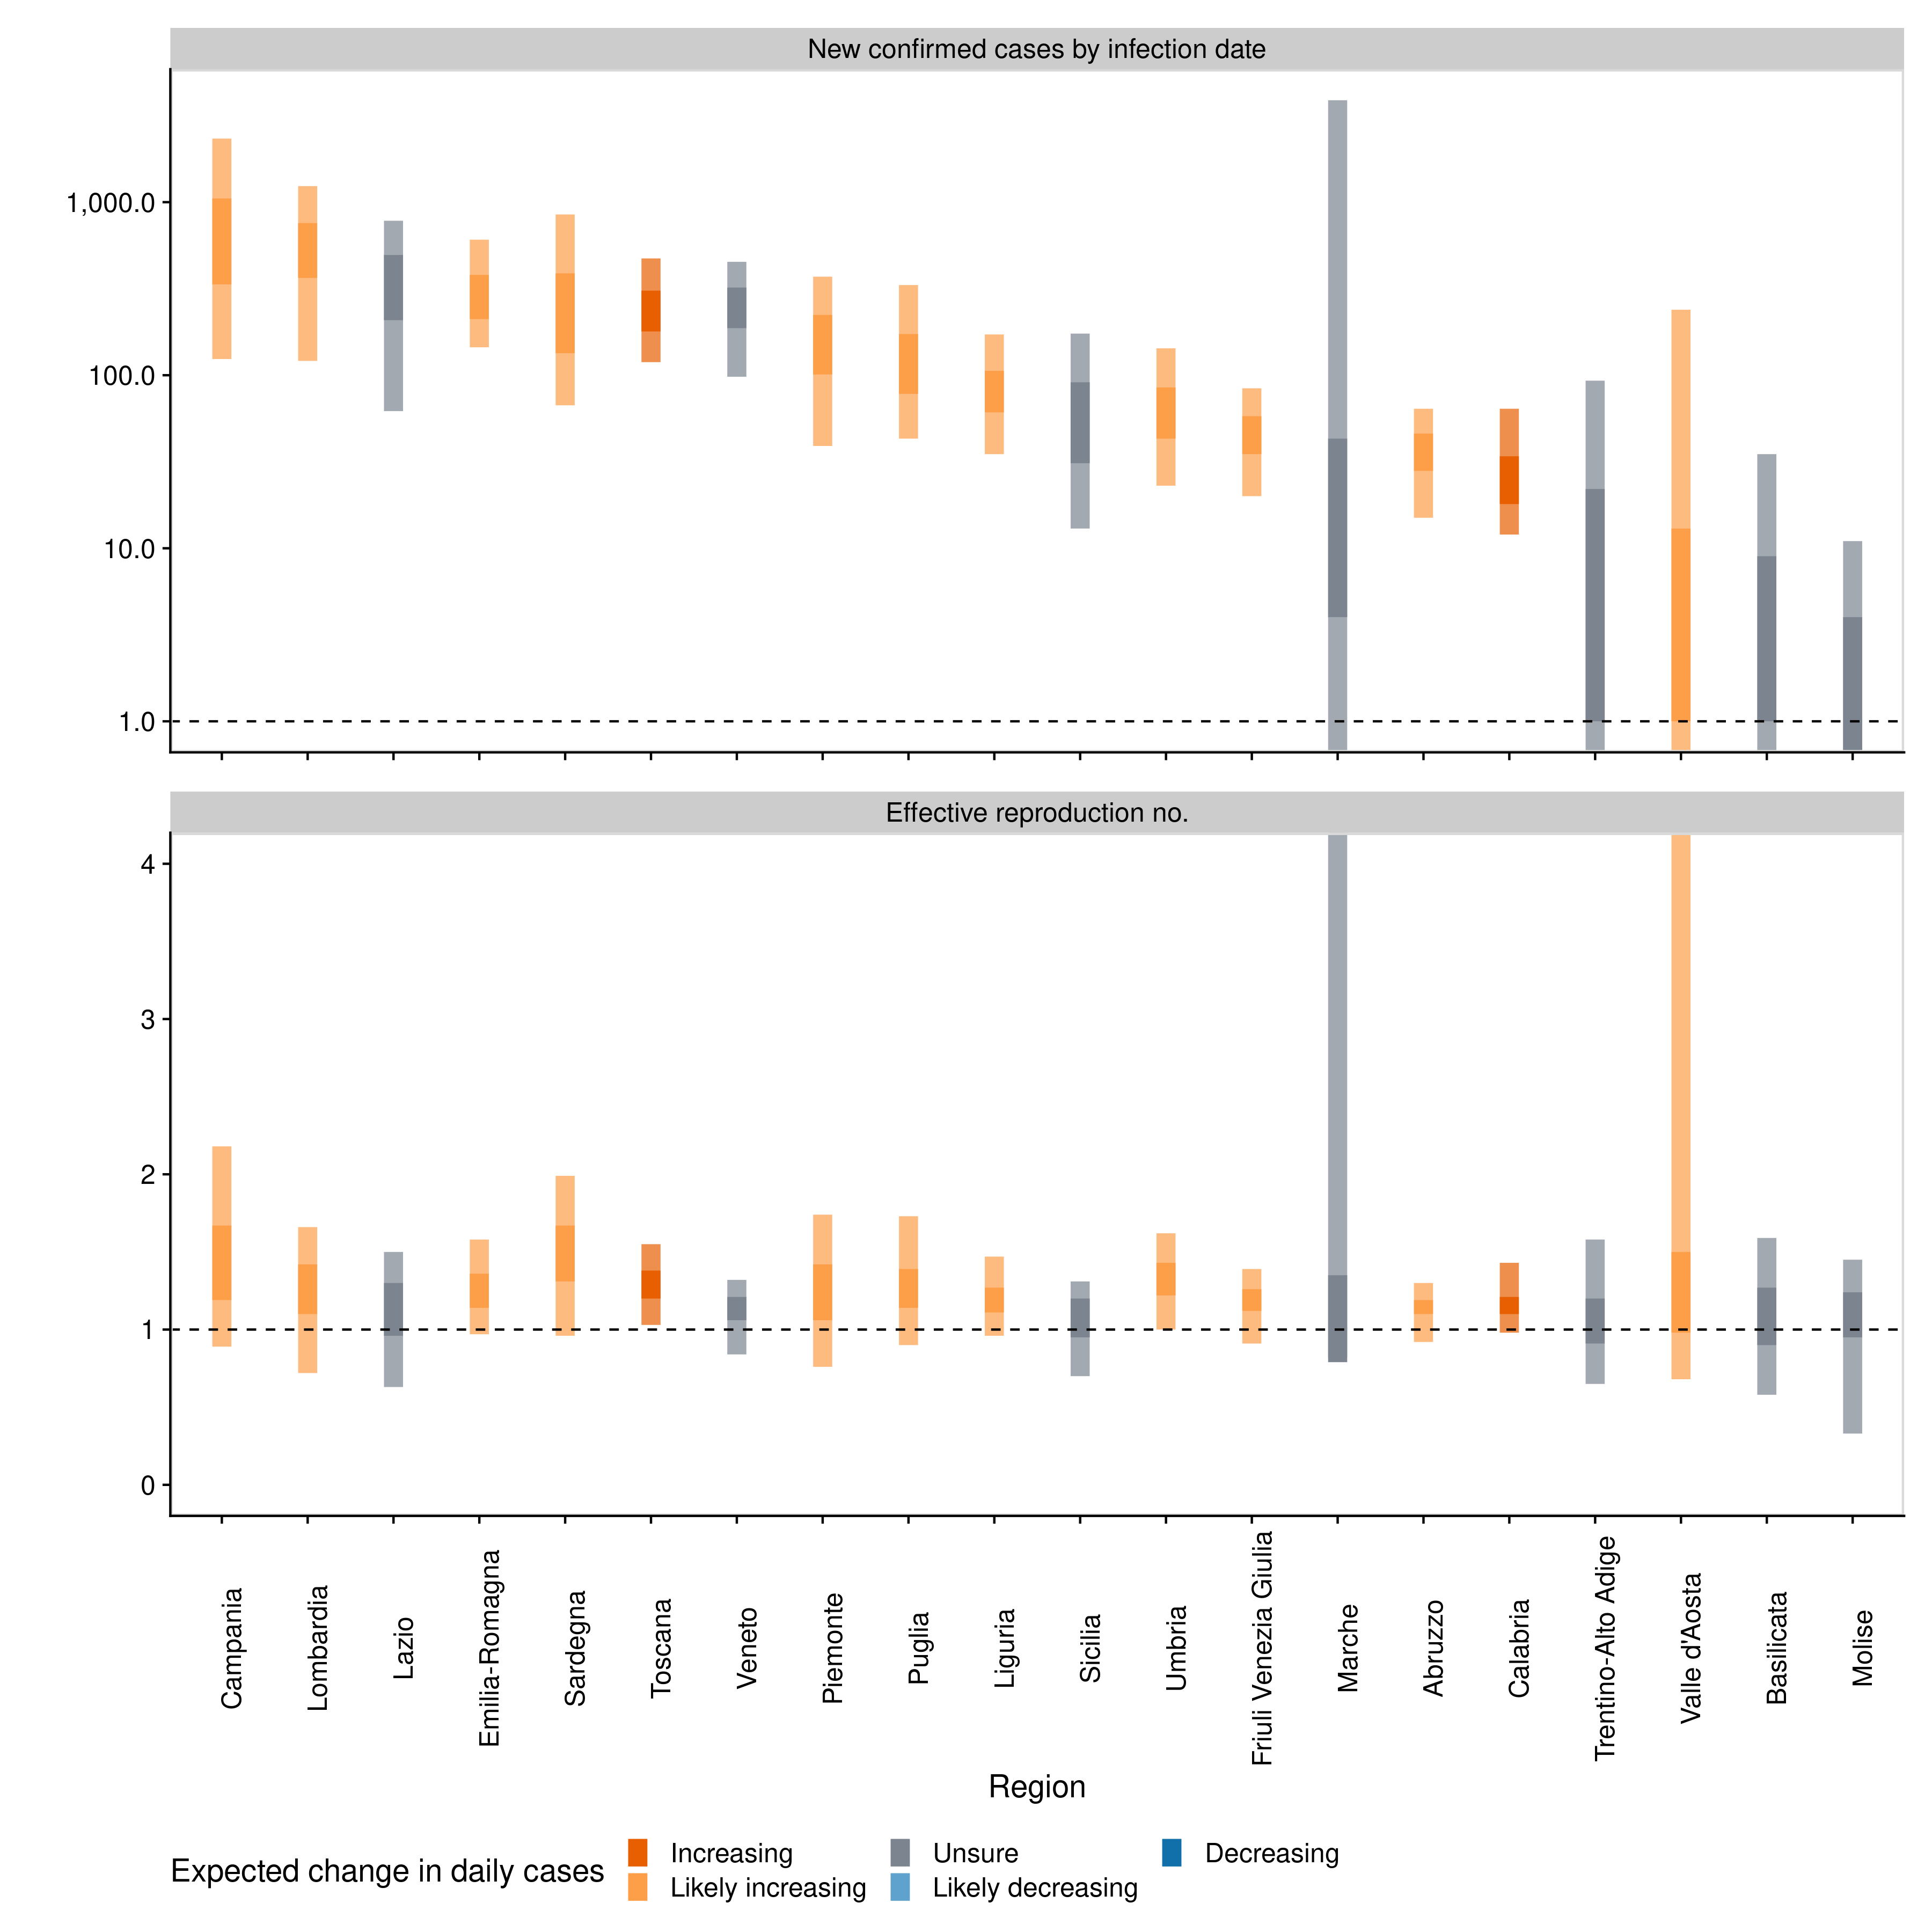 New confirmed cases by infection date
1,000.0
100.0
10.0
1.0
Effective reproduction no.
4
3
2
1
0
Campania
Lombardia
Lazio
Emilia-Romagna
Sardegna
Toscana
Veneto
Piemonte
Puglia
Liguria
Sicilia
Umbria
Friuli Venezia Giulia
Marche
Abruzzo
Calabria
Trentino-Alto Adige
Valle d'Aosta
Basilicata
Molise
Region
Expected change in daily cases
Increasing
Likely increasing
Unsure
Likely decreasing
Decreasing